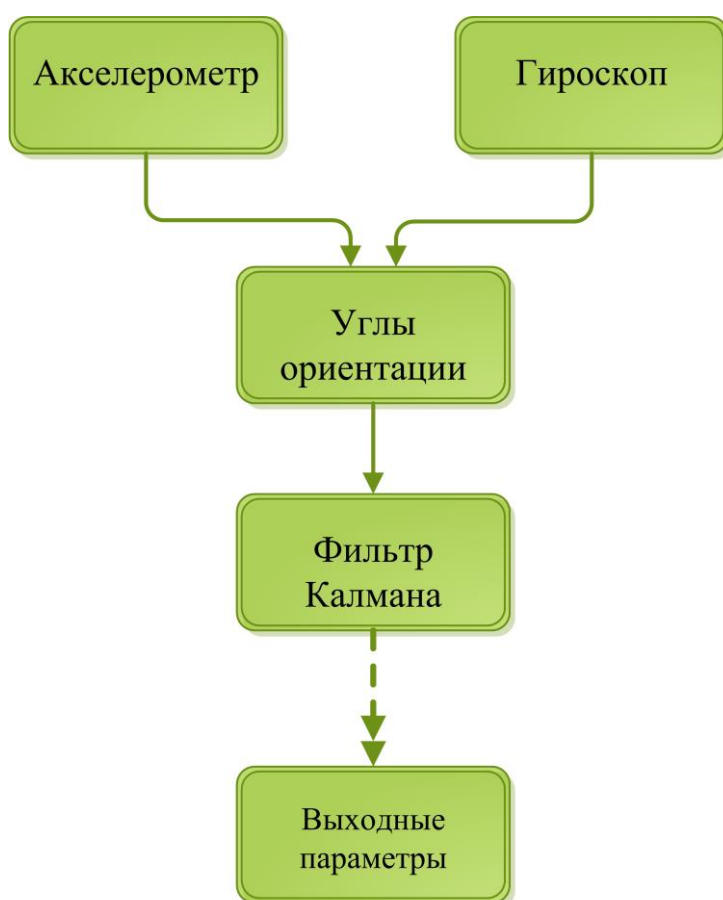 Акселерометр
Гироскоп
Углы
ориентации
Фильтр
Калмана
Выходные
параметры